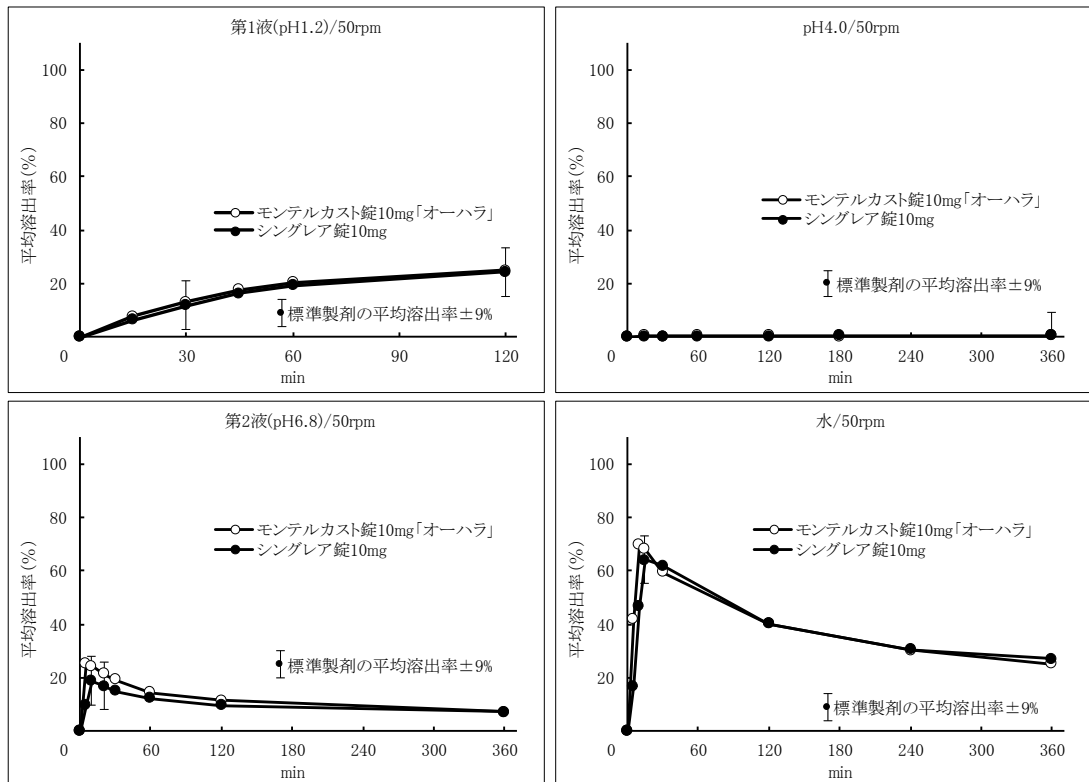 第1液(pH1.2)/50rpm
平均溶出率(%)
100
80
60
40
20
0
30
60
90
120
min
モンテルカスト錠10mg「オーハラ」
シングレア錠10mg
標準製剤の平均溶出率±9%
pH4.0/50rpm
平均溶出率(%)
100
80
60
40
20
0
60
120
180
240
300
360
min
モンテルカスト錠10mg「オーハラ」
シングレア錠10mg
標準製剤の平均溶出率±9%
第2液(pH6.8)/50rpm
平均溶出率(%)
100
80
60
40
20
0
60
120
180
240
300
360
min
モンテルカスト錠10mg「オーハラ」
シングレア錠10mg
標準製剤の平均溶出率±9%
水/50rpm
平均溶出率(%)
100
80
60
40
20
0
60
120
180
240
300
360
min
モンテルカスト錠10mg「オーハラ」
シングレア錠10mg
標準製剤の平均溶出率±9%